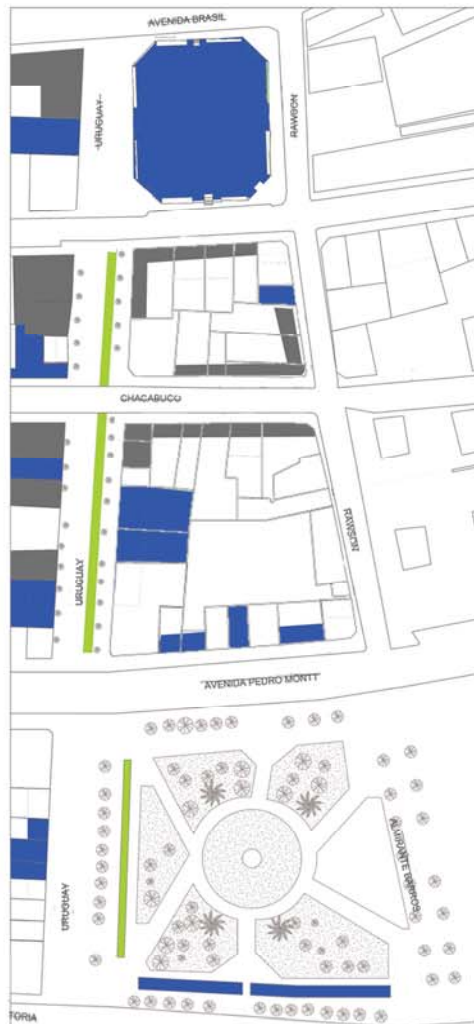 AVENIDA BRASIL
URUGUAY
RAWSON
CHACABUCO
RAWSON
URUGUAY
AVENIDA PEDRO MONTT
ALMIRANTE BARROS
URUGUAY
TORIA